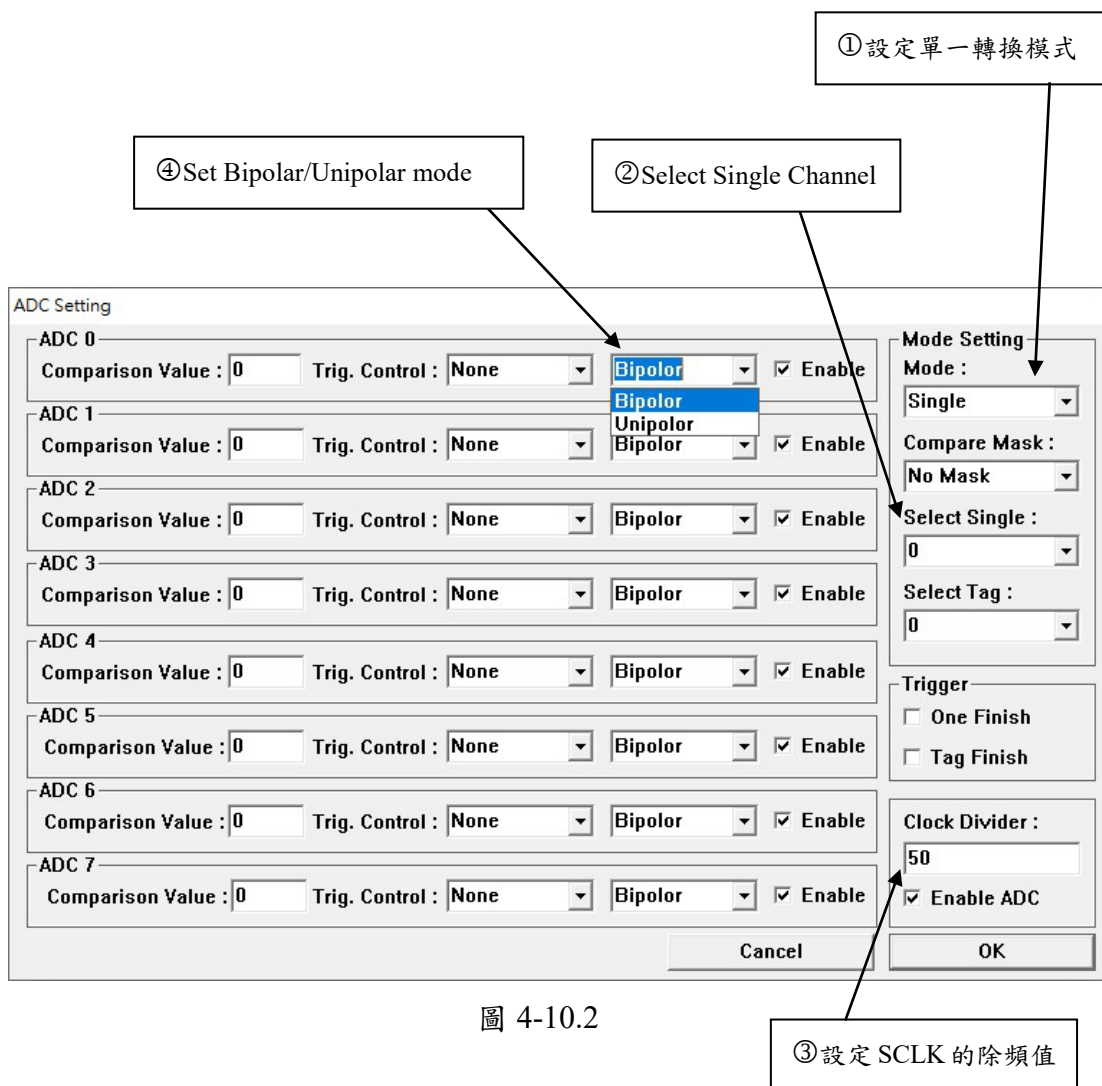 ①設定單一轉換模式
④Set Bipolar/Unipolar mode
②Select Single Channel
ADC Setting
ADC 0
Comparison Value : 0 Trig. Control : None Bipolor Enable
Bipolor
Unipolor
ADC 1
Comparison Value : 0 Trig. Control : None Bipolor Enable
ADC 2
Comparison Value : 0 Trig. Control : None Bipolor Enable
ADC 3
Comparison Value : 0 Trig. Control : None Bipolor Enable
ADC 4
Comparison Value : 0 Trig. Control : None Bipolor Enable
ADC 5
Comparison Value : 0 Trig. Control : None Bipolor Enable
ADC 6
Comparison Value : 0 Trig. Control : None Bipolor Enable
ADC 7
Comparison Value : 0 Trig. Control : None Bipolor Enable
Mode Setting
Mode :
Single
Compare Mask :
No Mask
Select Single :
0
Select Tag :
0
Trigger
One Finish
Tag Finish
Clock Divider :
50
Enable ADC
Cancel
OK
圖 4-10.2
③設定 SCLK 的除頻值